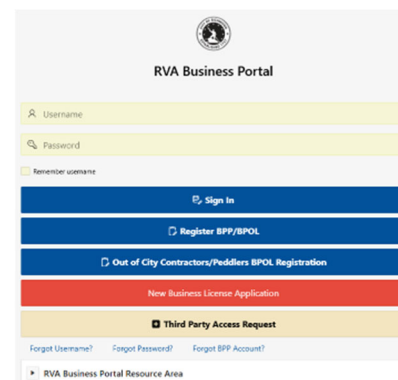 RVA Business Portal
Username
Password
Remember username
Sign In
Register BPP/BPOL
Out of City Contractors/Peddlers BPOL Registration
New Business License Application
Third Party Access Request
Forgot Username? Forgot Password? Forgot BPP Account?
RVA Business Portal Resource Area